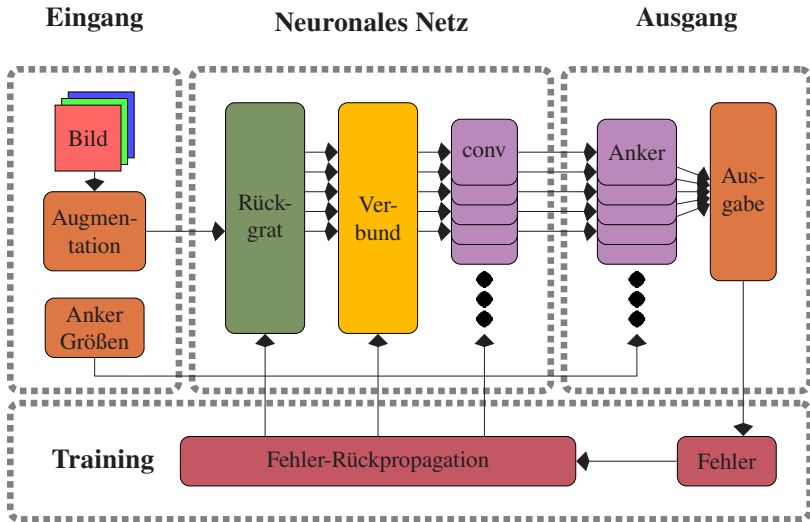 Eingang
Neuronales Netz
Ausgang
Bild
Augmen-
tation
Anker
Größen
Rück-
grat
Ver-
bund
conv
Anker
Aus-
gabe
Training
Fehler-Rückpropagation
Fehler